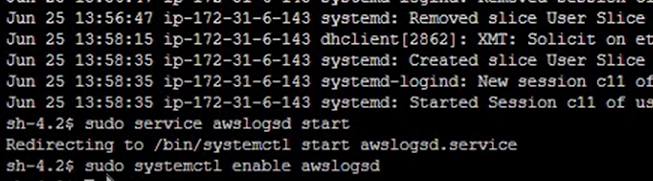 Jun 25 13:56:47 ip-172-31-6-143 systemd: Removed slice User Slice
Jun 25 13:58:15 ip-172-31-6-143 dhclient[2862]: XMT: Solicit on et
Jun 25 13:58:35 ip-172-31-6-143 systemd: Created slice User Slice
Jun 25 13:58:35 ip-172-31-6-143 systemd-logind: New session c11 of
Jun 25 13:58:35 ip-172-31-6-143 systemd: Started Session c11 of us
sh-4.2$ sudo service awslogsd start
Redirecting to /bin/systemctl start awslogsd.service
sh-4.2$ sudo systemctl enable awslogsd